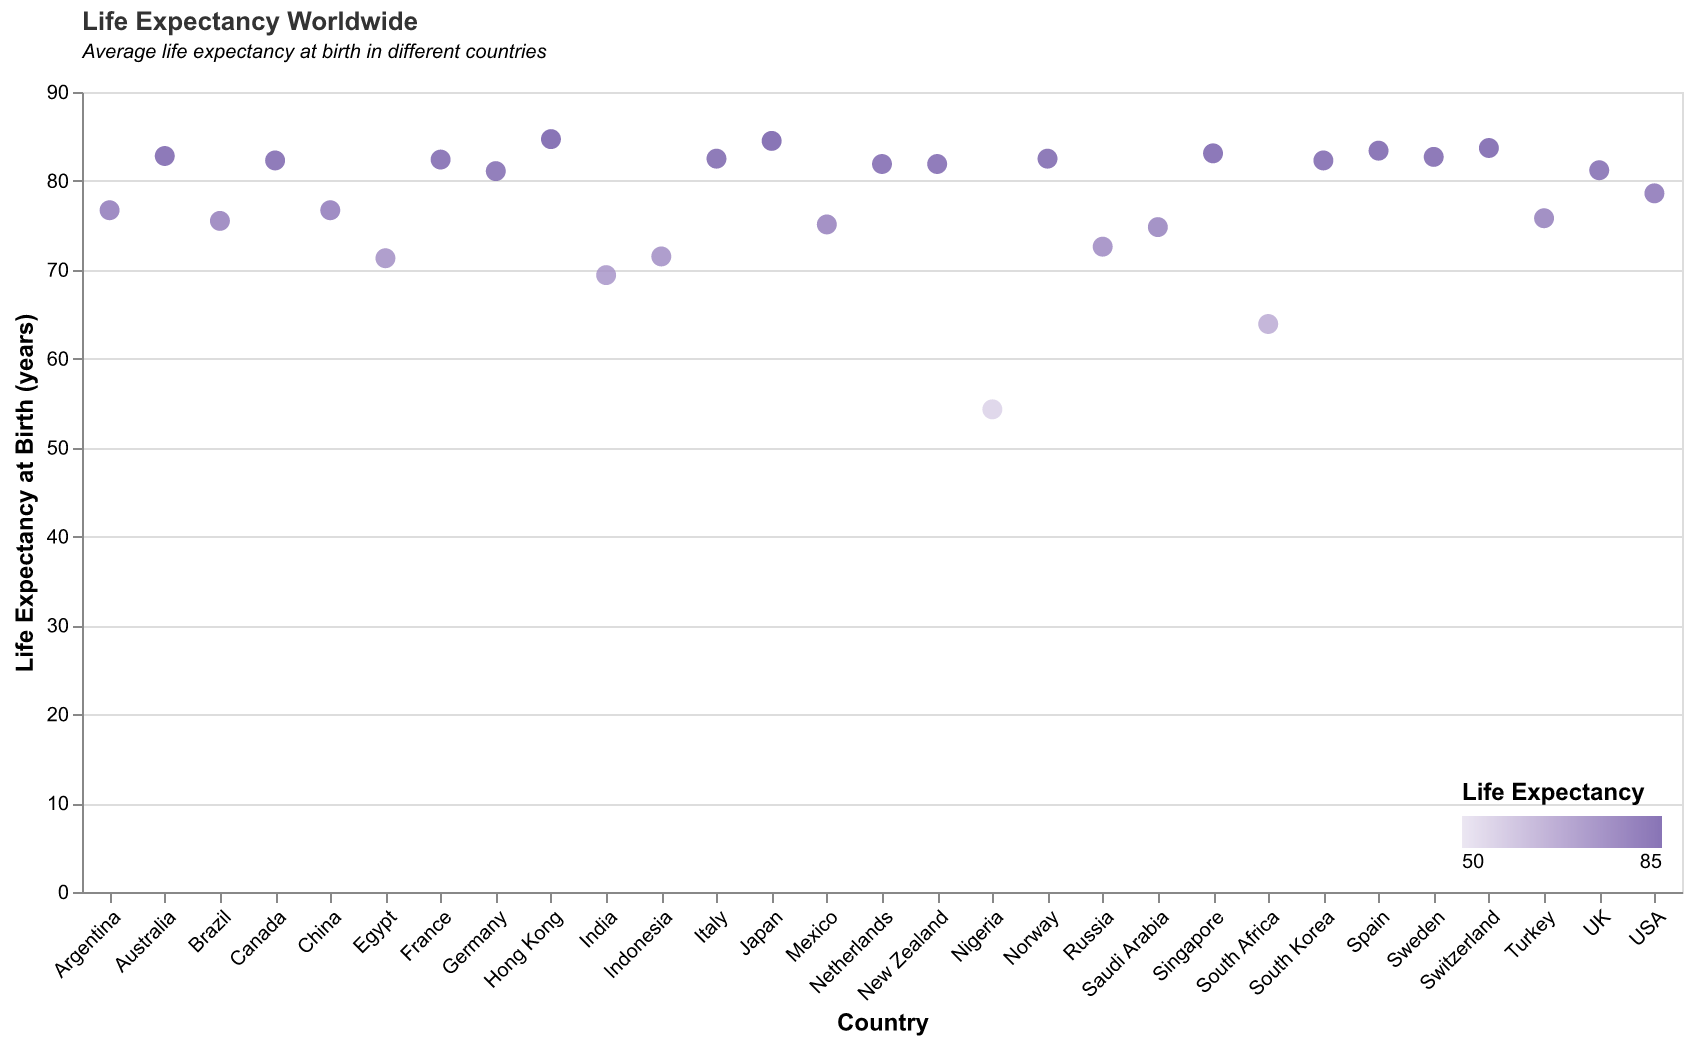 Life Expectancy Worldwide
Average life expectancy at birth in different countries
Life Expectancy at Birth (years)
90
80
70
60
50
40
30
20
10
0
Life Expectancy
50 85
Argentina
Australia
Brazil
Canada
China
Egypt
France
Germany
Hong Kong
India
Indonesia
Italy
Japan
Mexico
Netherlands
New Zealand
Nigeria
Norway
Russia
Saudi Arabia
Singapore
South Africa
South Korea
Spain
Sweden
Switzerland
Turkey
UK
USA
Country